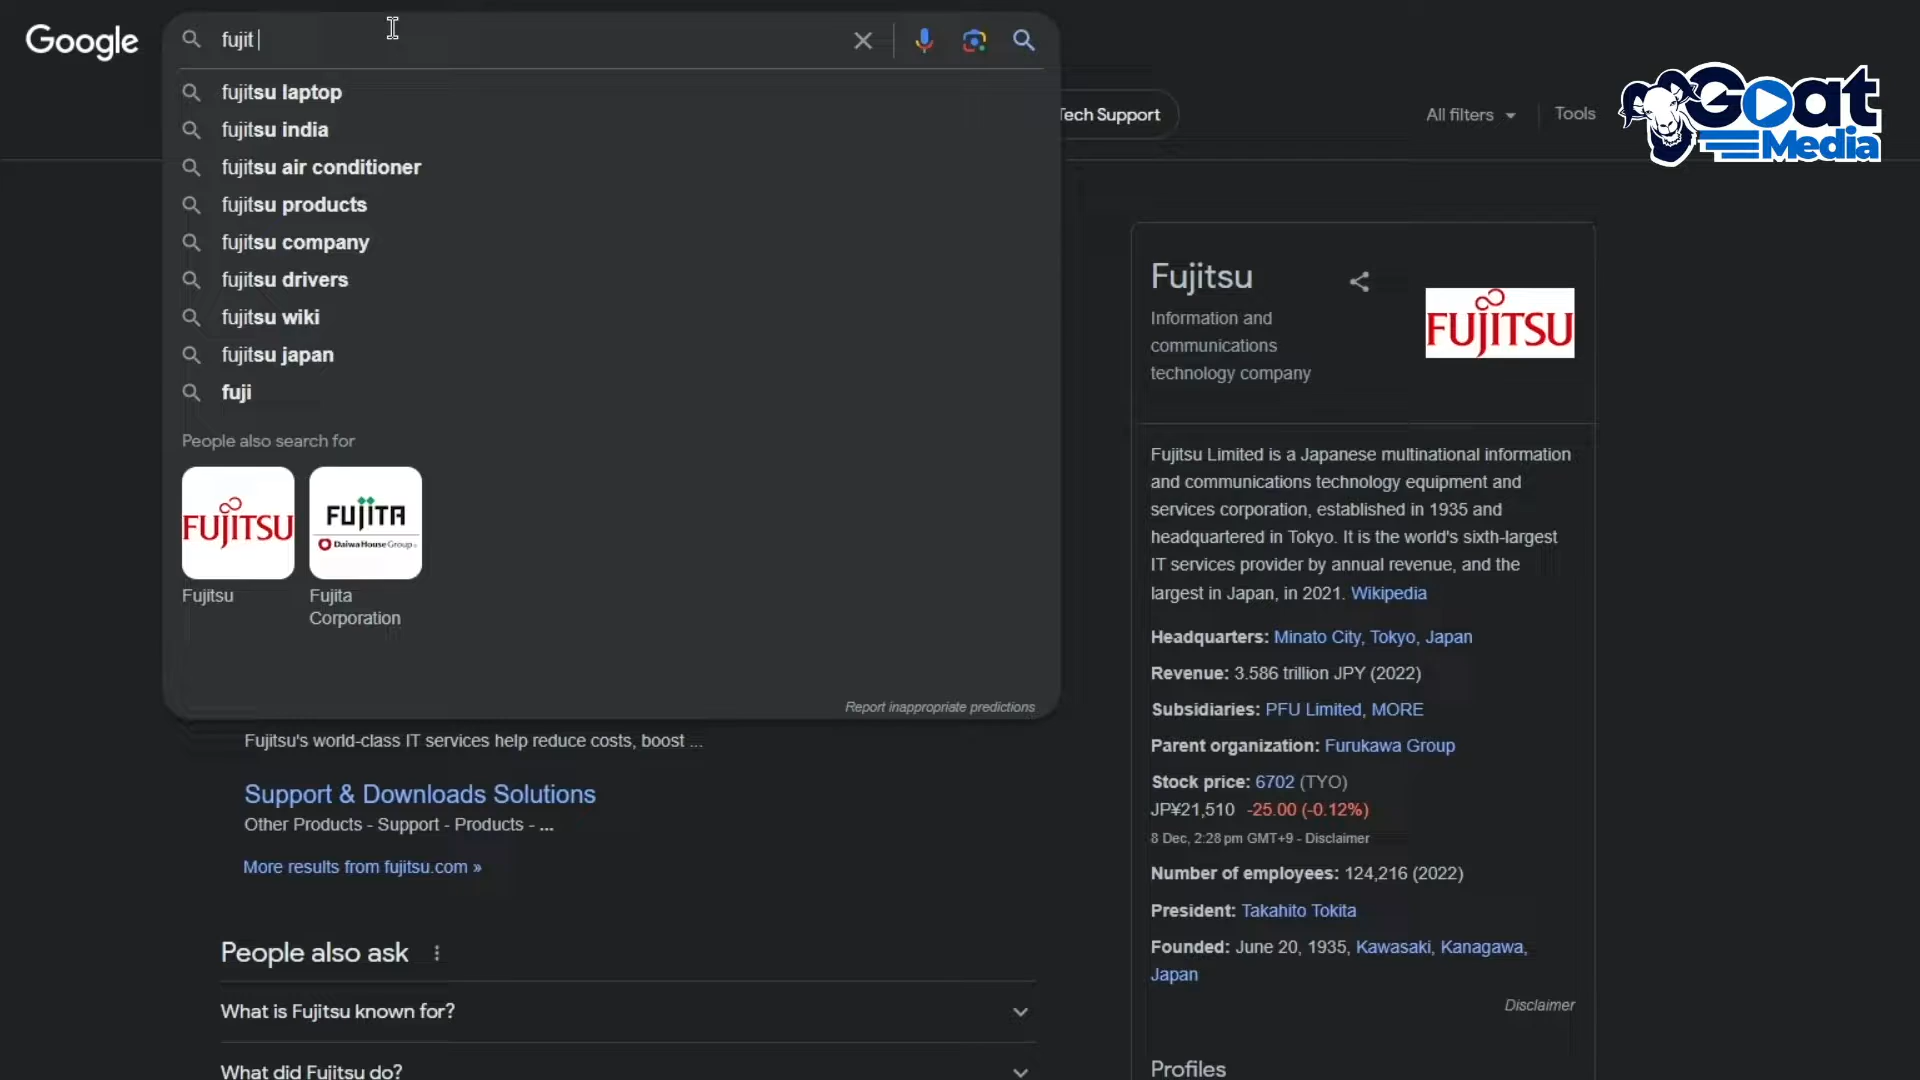 Google
fujit
fujitsu laptop
fujitsu india
fujitsu air conditioner
fujitsu products
fujitsu company
fujitsu drivers
fujitsu wiki
fujitsu japan
fuji
People also search for
FUJITSU
FUJITA
Daiwa House Group
Fujitsu
Fujita
Corporation
Report inappropriate predictions
Tech Support
All filters
Tools
Goat
Media
Fujitsu's world-class IT services help reduce costs, boost ...
Support & Downloads Solutions
Other Products - Support - Products - ...
More results from fujitsu.com »
People also ask
What is Fujitsu known for?
What did Fujitsu do?
Fujitsu
Information and
communications
technology company
FUJITSU
Fujitsu Limited is a Japanese multinational information
and communications technology equipment and
services corporation, established in 1935 and
headquartered in Tokyo. It is the world's sixth-largest
IT services provider by annual revenue, and the
largest in Japan, in 2021. Wikipedia
Headquarters: Minato City, Tokyo, Japan
Revenue: 3.586 trillion JPY (2022)
Subsidiaries: PFU Limited, MORE
Parent organization: Furukawa Group
Stock price: 6702 (TYO)
JP¥21,510 -25.00 (-0.12%)
8 Dec, 2:28 pm GMT+9 - Disclaimer
Number of employees: 124,216 (2022)
President: Takahito Tokita
Founded: June 20, 1935, Kawasaki, Kanagawa,
Japan
Disclaimer
Profiles